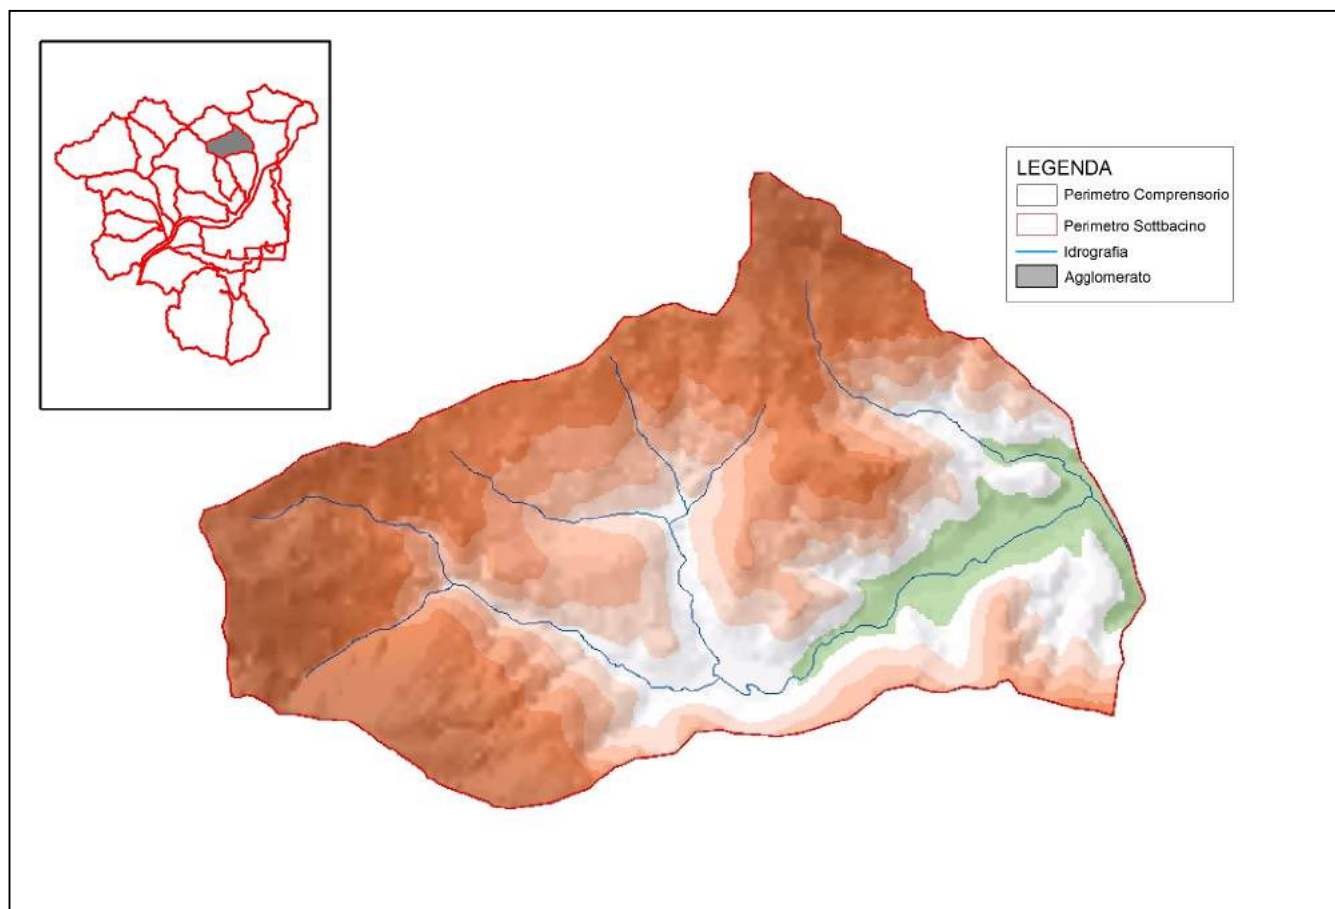 LEGENDA
Perimetro Comprensorio
Perimetro Sottbacino
Idrografia
Agglomerato